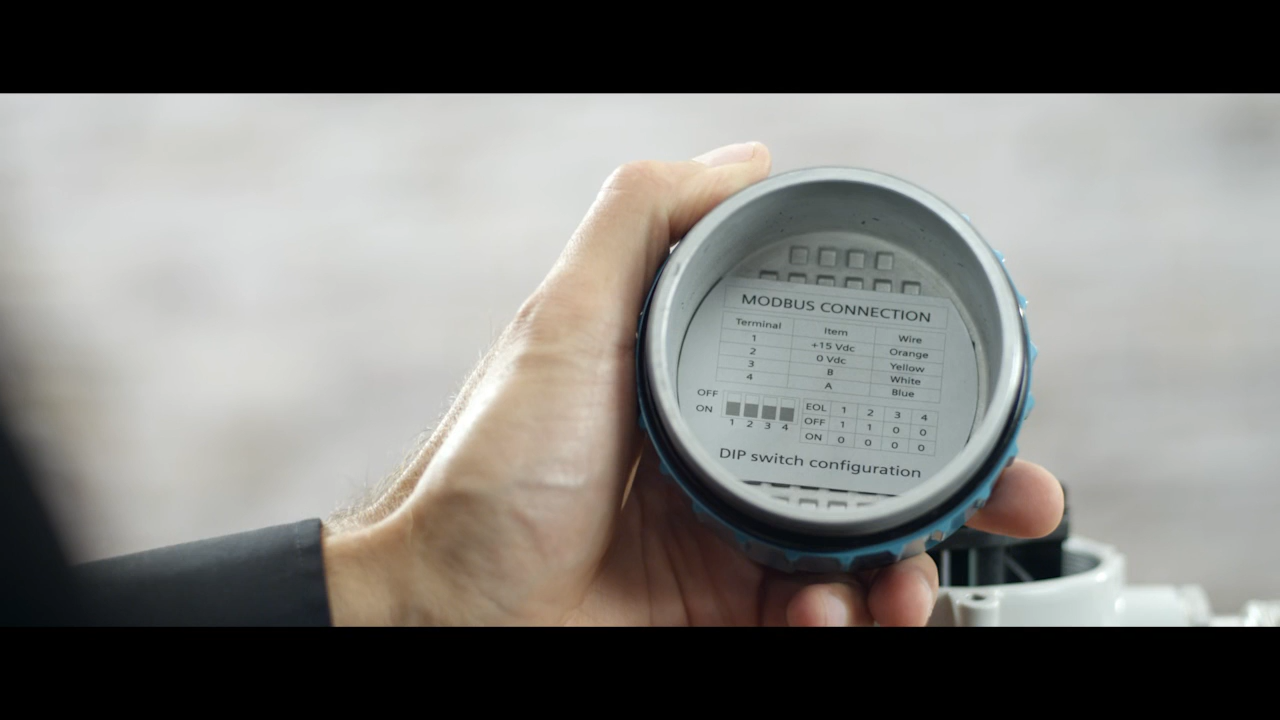 MODBUS CONNECTION
Terminal Item Wire
1 +15 Vdc Orange
2 0 Vdc Yellow
3 B White
4 A Blue
OFF
ON
1 2 3 4
EOL 1 2 3 4
OFF 1 1 0 0
ON 0 0 0 0
DIP switch configuration